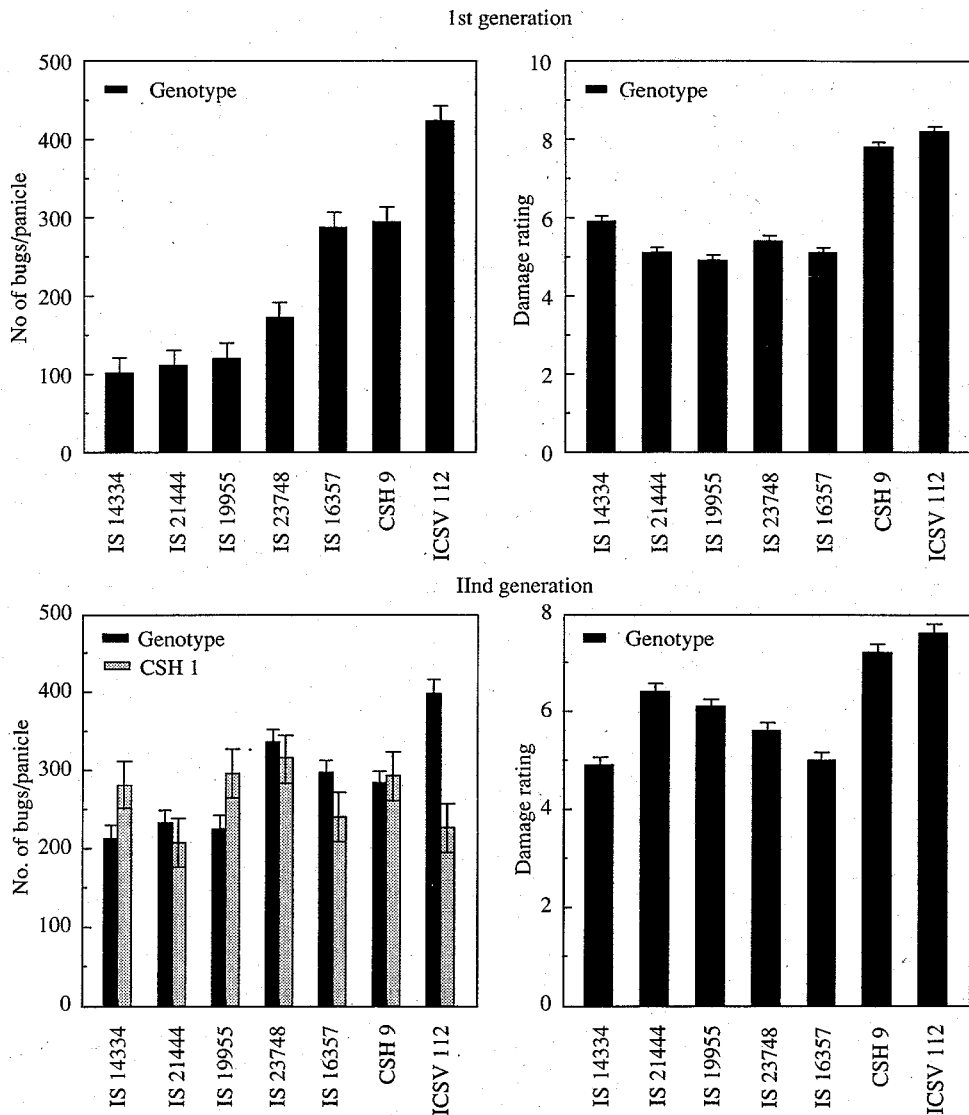 1st generation
No of bugs/panicle
500
400
300
200
100
0
Genotype
IS 14334
IS 21444
IS 19955
IS 23748
IS 16357
CSH 9
ICSV 112
Damage rating
10
8
6
4
2
0
Genotype
IS 14334
IS 21444
IS 19955
IS 23748
IS 16357
CSH 9
ICSV 112
IInd generation
No. of bugs/panicle
500
400
300
200
100
0
Genotype
CSH 1
IS 14334
IS 21444
IS 19955
IS 23748
IS 16357
CSH 9
ICSV 112
Damage rating
8
6
4
2
0
Genotype
IS 14334
IS 21444
IS 19955
IS 23748
IS 16357
CSH 9
ICSV 112